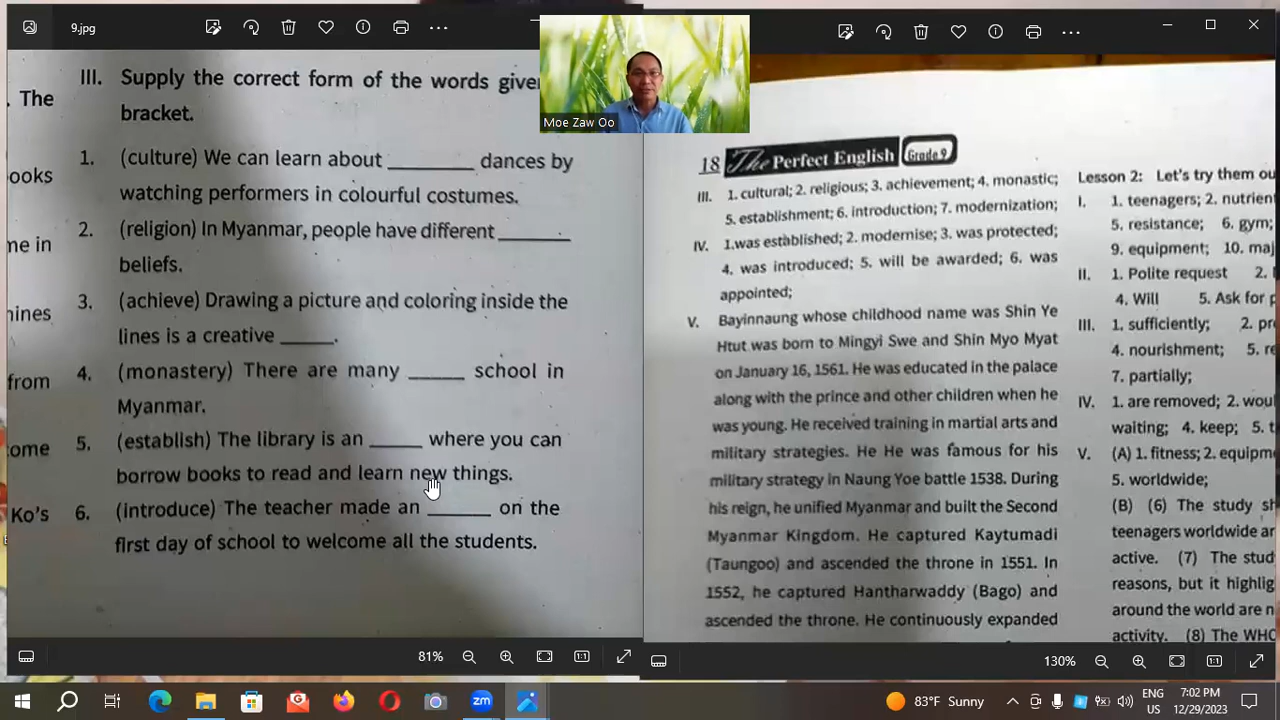 9.jpg
Moe Zaw Oo
. The
ooks
ne in
nines
from
come
Ko's
III. Supply the correct form of the words give
bracket.
1. (culture) We can learn about ________ dances by
watching performers in colourful costumes.
2. (religion) In Myanmar, people have different _______
beliefs.
3. (achieve) Drawing a picture and coloring inside the
lines is a creative _____.
4. (monastery) There are many _____ school in
Myanmar.
5. (establish) The library is an _____ where you can
borrow books to read and learn new things.
6. (introduce) The teacher made an ______ on the
first day of school to welcome all the students.
81%
1:1
18 The Perfect English Grade 9
III. 1. cultural; 2. religious; 3. achievement; 4. monastic;
5. establishment; 6. introduction; 7. modernization;
IV. 1.was established; 2. modernise; 3. was protected;
4. was introduced; 5. will be awarded; 6. was
appointed;
V. Bayinnaung whose childhood name was Shin Ye
Htut was born to Mingyi Swe and Shin Myo Myat
on January 16, 1561. He was educated in the palace
along with the prince and other children when he
was young. He received training in martial arts and
military strategies. He He was famous for his
military strategy in Naung Yoe battle 1538. During
his reign, he unified Myanmar and built the Second
Myanmar Kingdom. He captured Kaytumadi
(Taungoo) and ascended the throne in 1551. In
1552, he captured Hantharwaddy (Bago) and
ascended the throne. He continuously expanded
Lesson 2: Let's try them ou
I. 1. teenagers; 2. nutrien
5. resistance; 6. gym;
9. equipment; 10. maj
II. 1. Polite request 2.
4. Will 5. Ask for p
III. 1. sufficiently; 2. pr
4. nourishment; 5. re
7. partially;
IV. 1. are removed; 2. wou
waiting; 4. keep; 5. t
V. (A) 1. fitness; 2. equipm
5. worldwide;
(B) (6) The study sh
teenagers worldwide ar
active. (7) The stud
reasons, but it highlig
around the world are n
activity. (8) The WHO
130%
1:1
zm
83°F Sunny
ENG
US
7:02 PM
12/29/2023